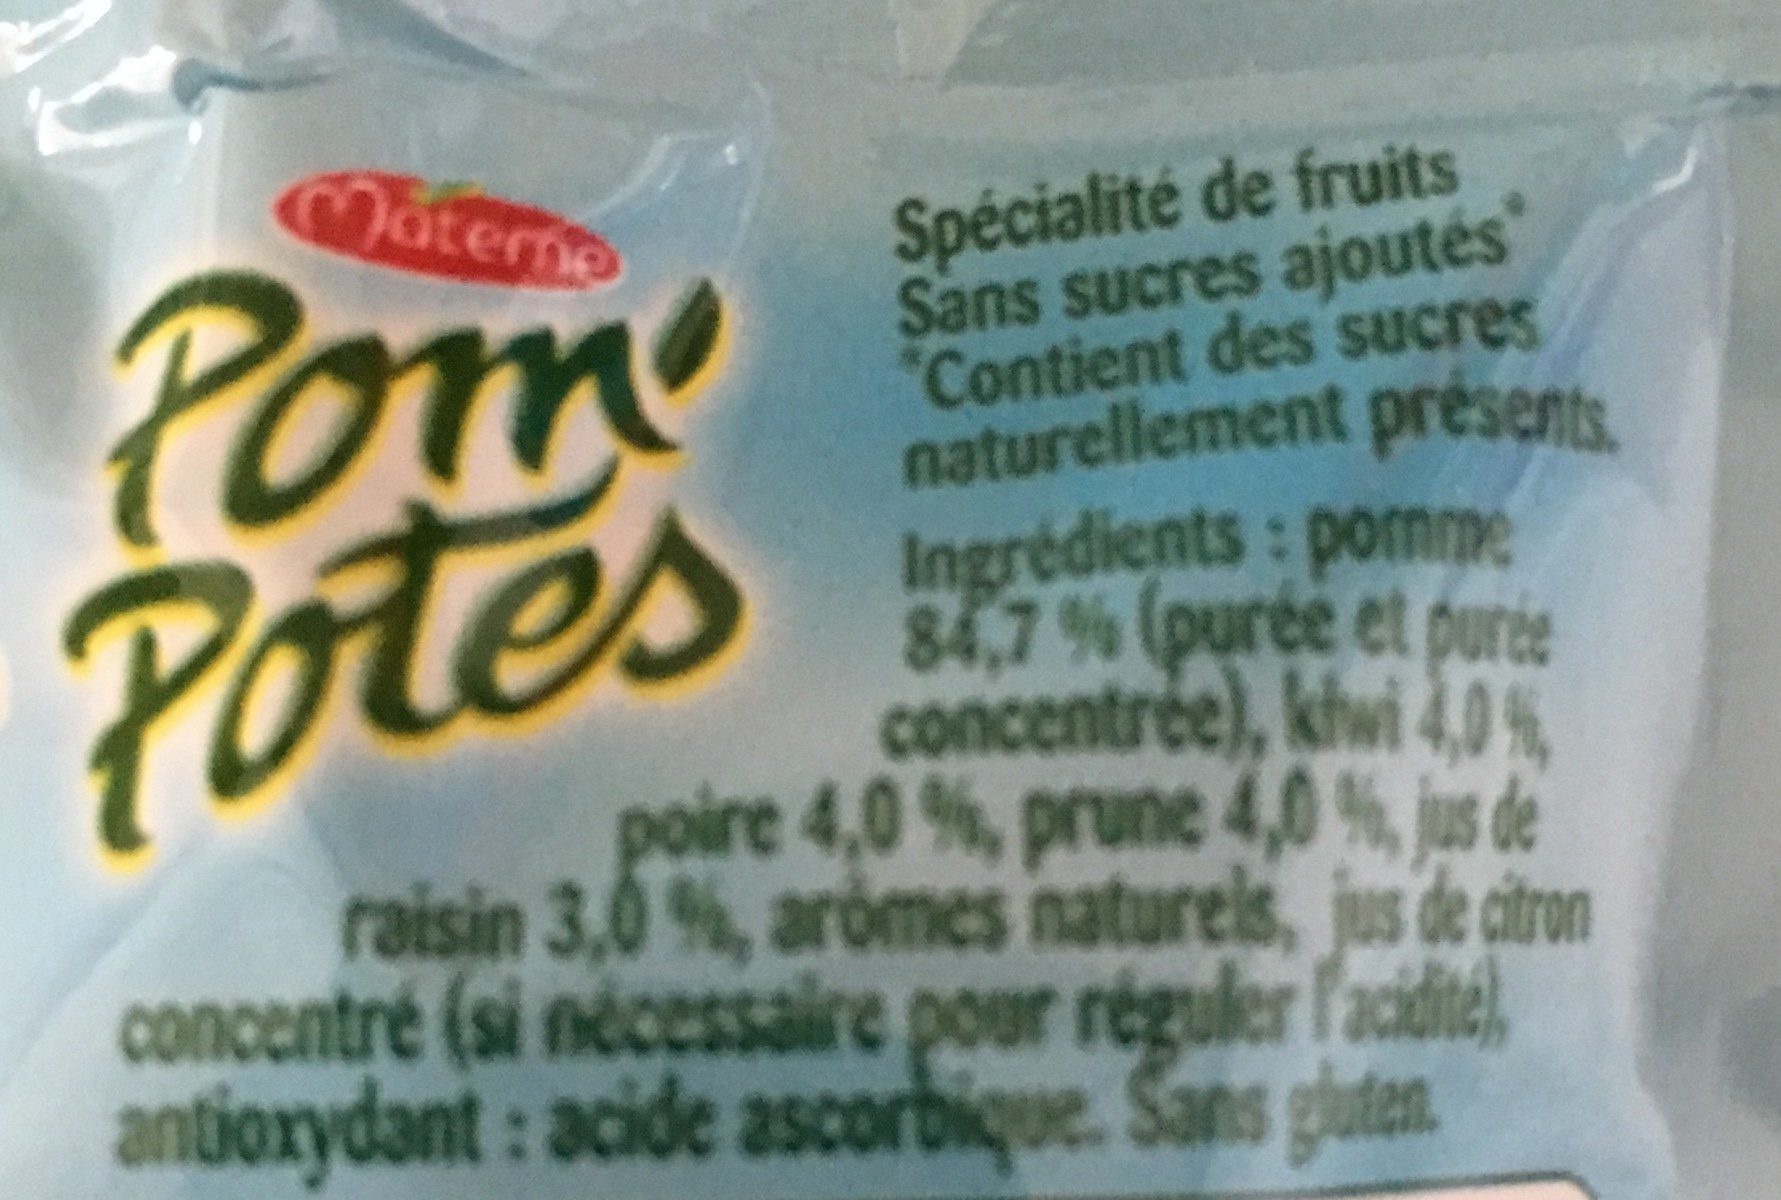 Materne
Pom'
Potes
Spécialité de fruits
Sans sucres ajoutés*
*Contient des sucres
naturellement présents.
Ingrédients : pomme
84,7 % (purée et purée
concentrée), kiwi 4,0 %,
poire 4,0 %, prune 4,0 %, jus de
raisin 3,0 %, arômes naturels, jus de citron
concentré (si nécessaire pour réguler l'acidité),
antioxydant : acide ascorbique. Sans gluten.